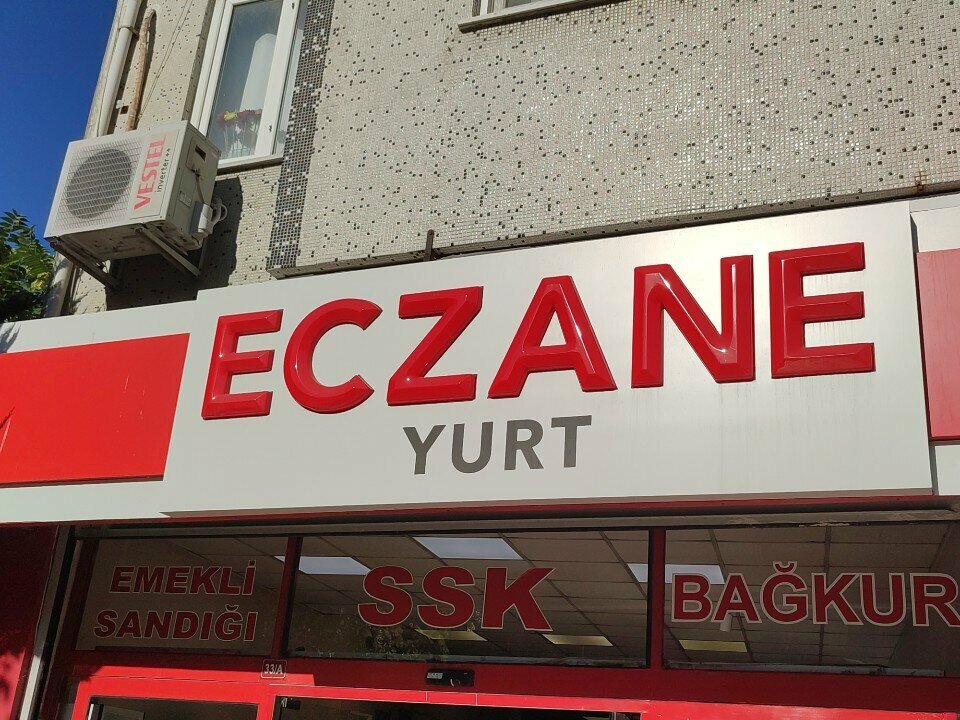 VESTEL
inverter
ECZANE
YURT
EMEKLİ
SANDIĞI
SSK
BAĞKUR
33/A